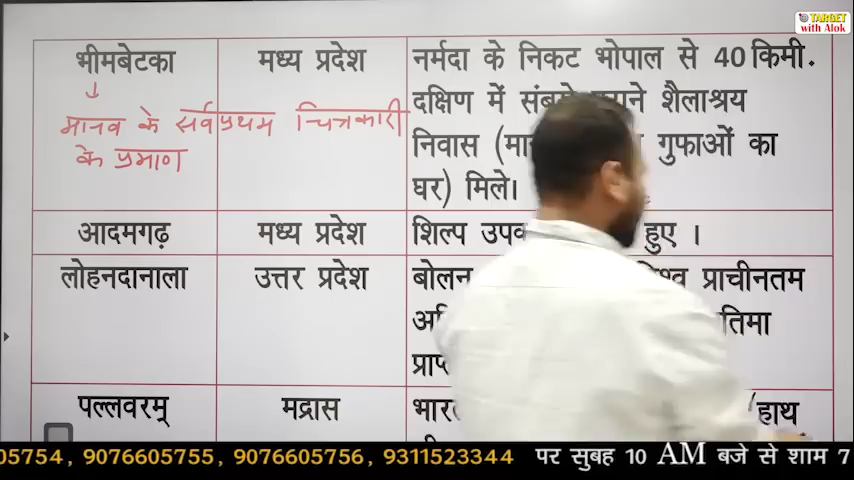 TARGET
with Alok
भीमबेटका
मध्य प्रदेश
नर्मदा के निकट भोपाल से 40 किमी.
दक्षिण में शैलाश्रय
निवास गुफाओं का
घर) मिले।
मानव के सर्वप्रथम चित्रकारी
के प्रमाण
आदमगढ़
मध्य प्रदेश
शिल्प हुए ।
लोहनदानाला
उत्तर प्रदेश
बोलन प्राचीनतम
पल्लवरम्
मद्रास
(हाथ
05754, 9076605755, 9076605756, 9311523344 पर सुबह 10 AM बजे से शाम 7